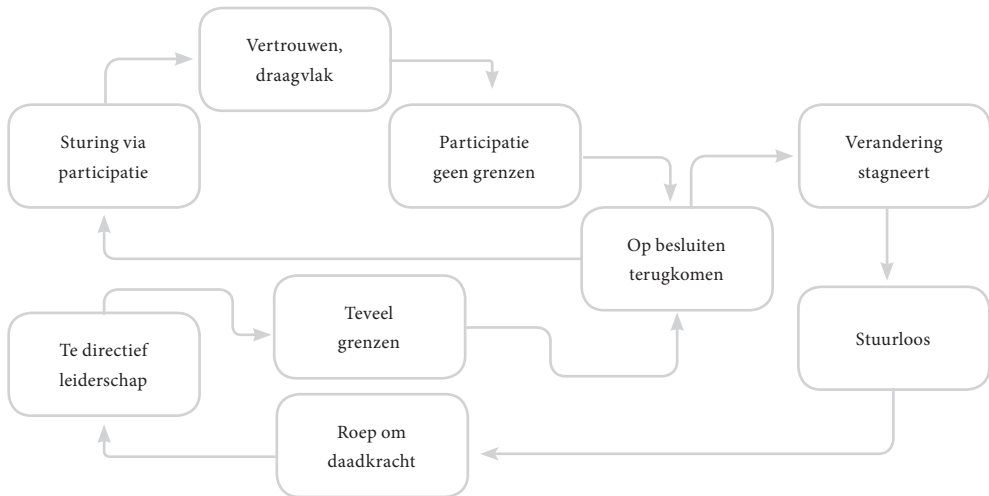 Vertrouwen,
draagvlak
Sturing via
participatie
Participatie
geen grenzen
Verandering
stagneert
Op besluiten
terugkomen
Teveel
grenzen
Te directief
leiderschap
Stuurloos
Roep om
daadkracht